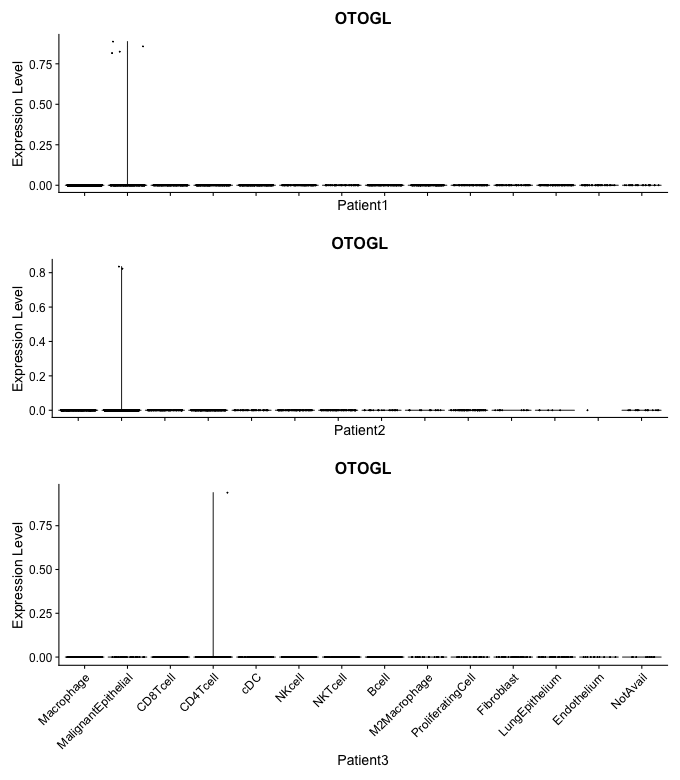 OTOGL
Expression Level
0.75
0.50
0.25
0.00
Patient1
OTOGL
Expression Level
0.8
0.6
0.4
0.2
0.0
Patient2
OTOGL
Expression Level
0.75
0.50
0.25
0.00
Macrophage
MalignantEpithelial
CD8Tcell
CD4Tcell
cDC
NKcell
NKTcell
Bcell
M2Macrophage
ProliferatingCell
Fibroblast
LungEpithelium
Endothelium
NotAvail
Patient3